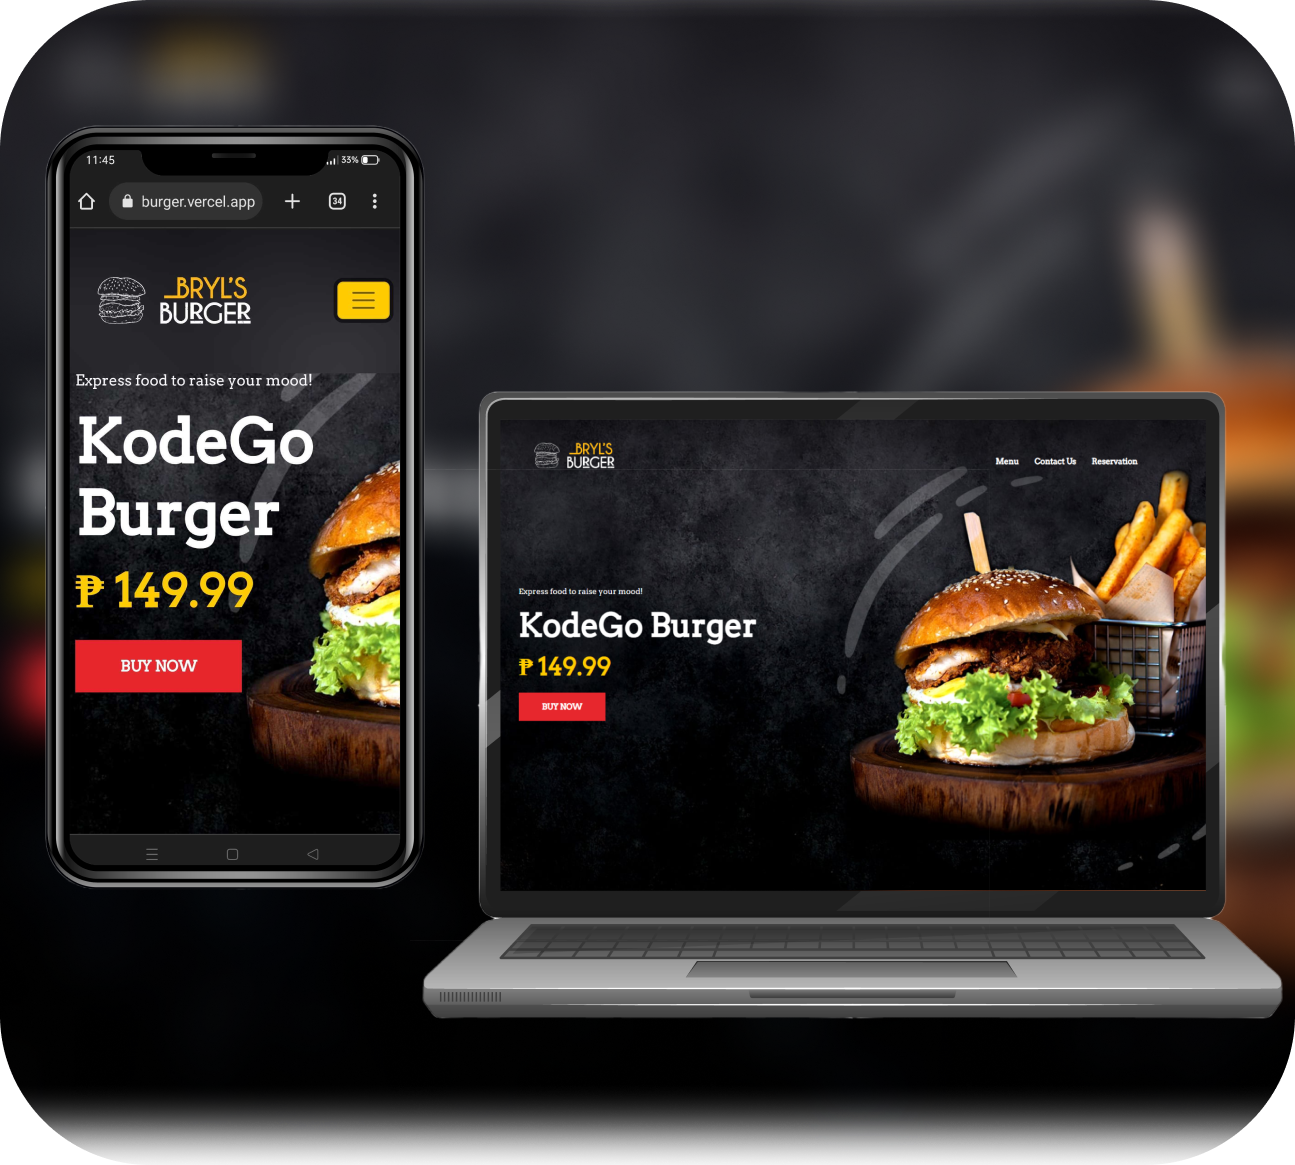 11:45
33%
burger.vercel.app
34
BRYL'S
BURGER
Express food to raise your mood!
KodeGo
Burger
₱ 149.99
BUY NOW
BRYL'S
BURGER
Menu
Contact Us
Reservation
Express food to raise your mood!
KodeGo Burger
₱ 149.99
BUY NOW